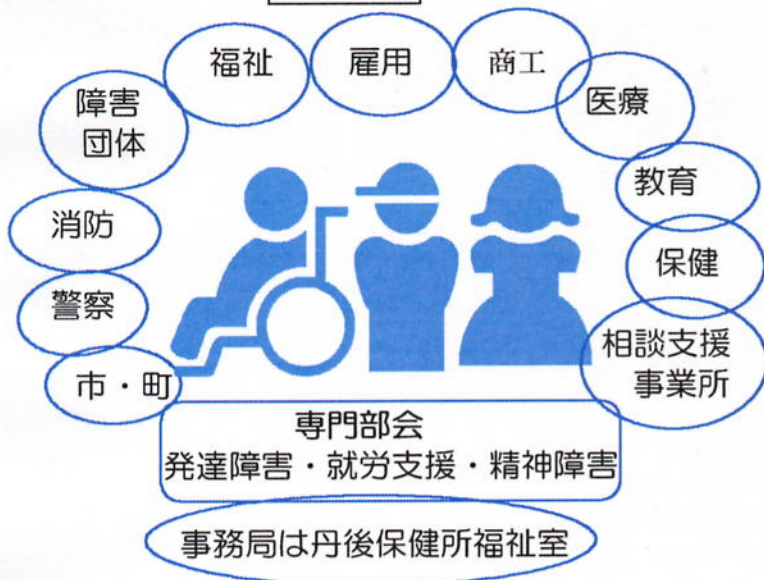 福祉
雇用
商工
障害
団体
医療
消防
教育
警察
保健
市・町
相談支援
事業所
専門部会
発達障害・就労支援・精神障害
事務局は丹後保健所福祉室